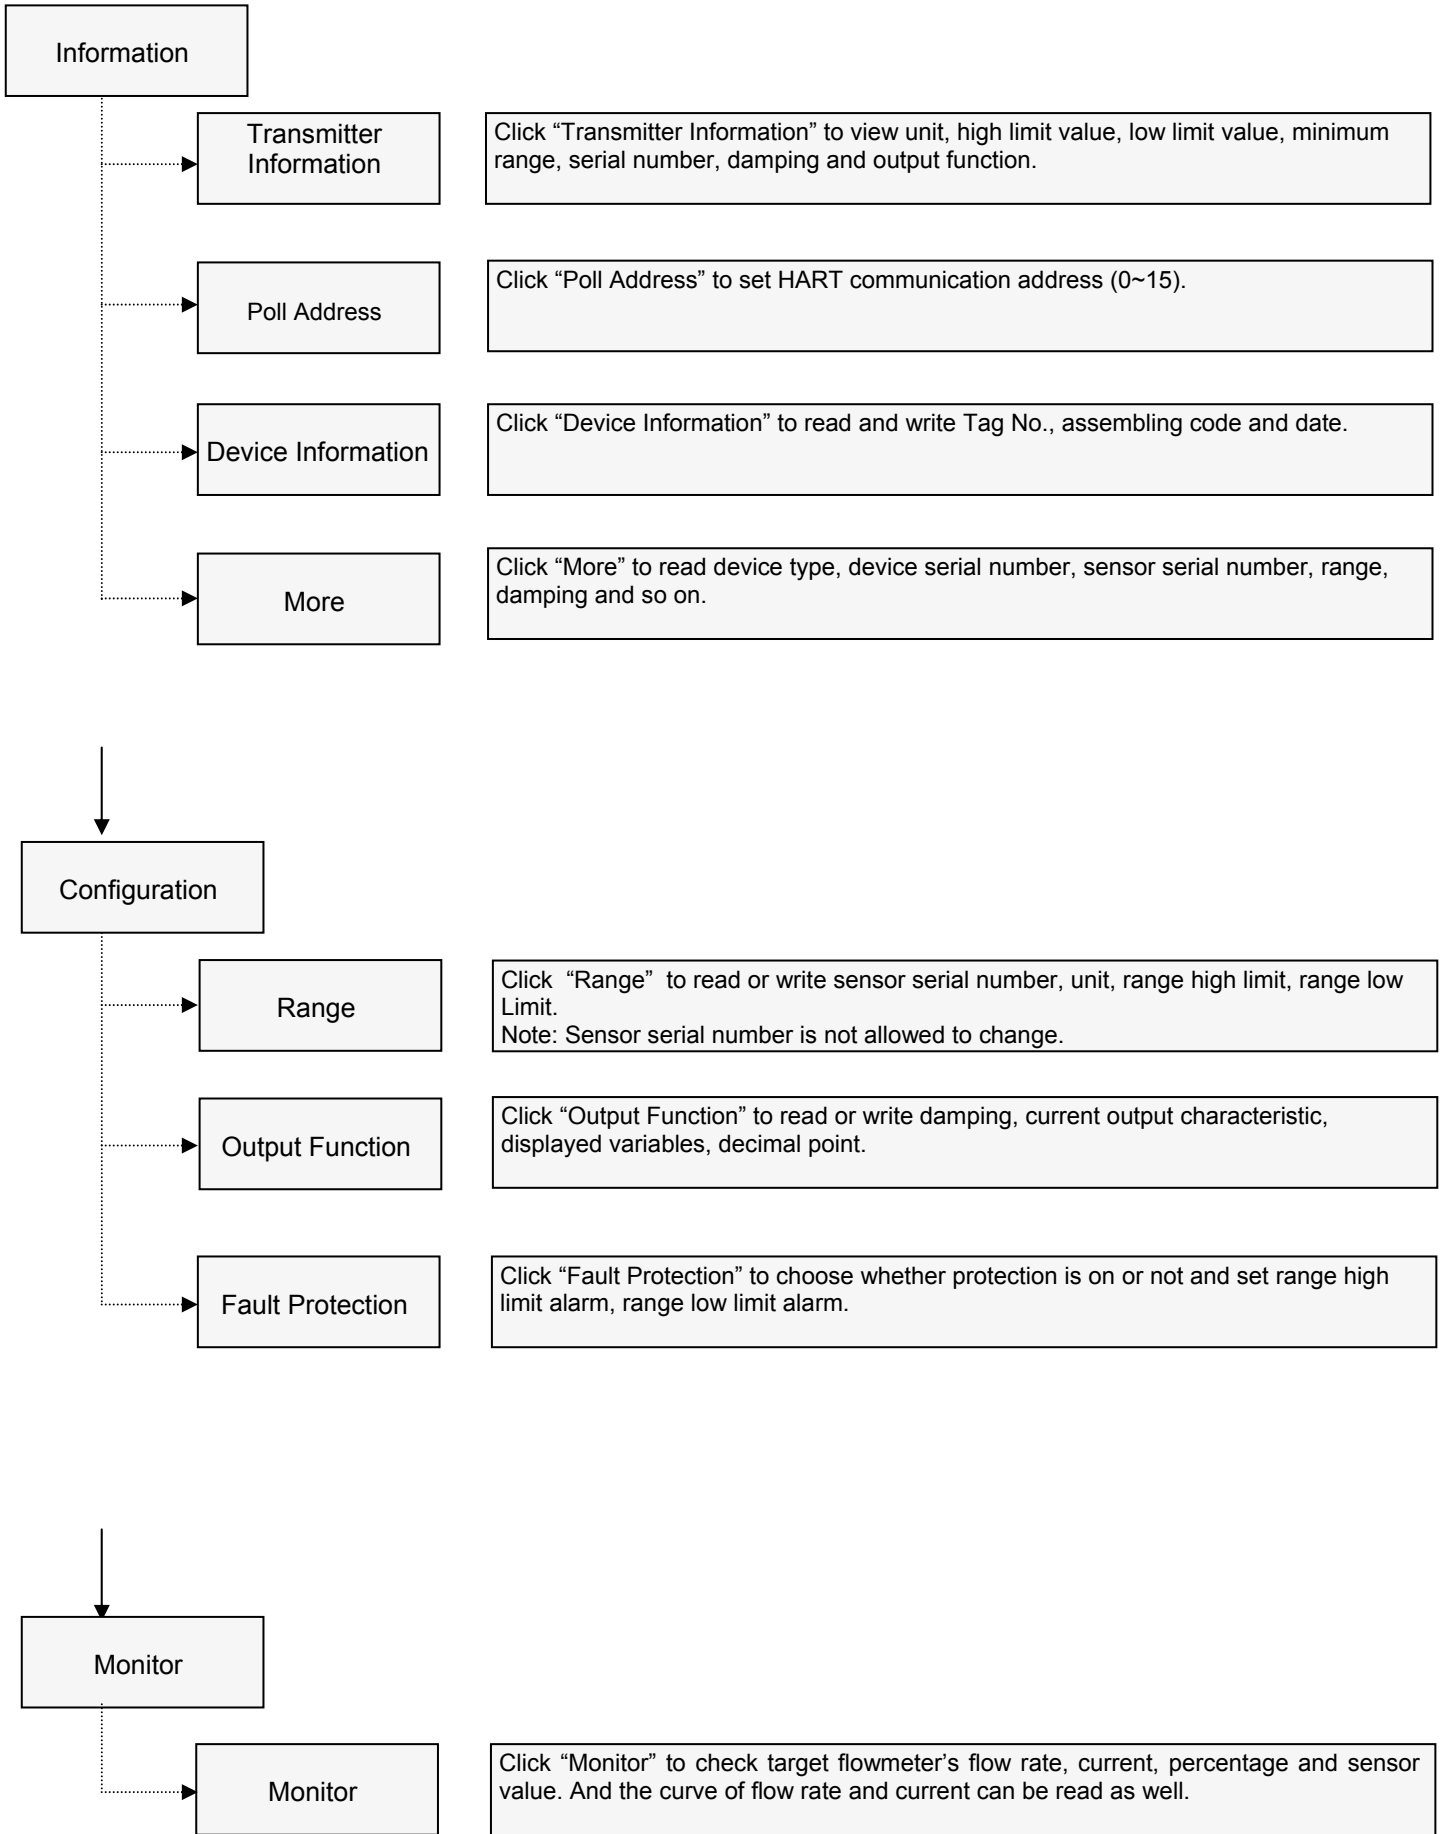 Information
Transmitter
Information
Click “Transmitter Information” to view unit, high limit value, low limit value, minimum
range, serial number, damping and output function.
Poll Address
Click “Poll Address” to set HART communication address (0~15).
Device Information
Click “Device Information” to read and write Tag No., assembling code and date.
More
Click “More” to read device type, device serial number, sensor serial number, range,
damping and so on.
Configuration
Range
Click “Range” to read or write sensor serial number, unit, range high limit, range low
Limit.
Note: Sensor serial number is not allowed to change.
Output Function
Click “Output Function” to read or write damping, current output characteristic,
displayed variables, decimal point.
Fault Protection
Click “Fault Protection” to choose whether protection is on or not and set range high
limit alarm, range low limit alarm.
Monitor
Monitor
Click “Monitor” to check target flowmeter’s flow rate, current, percentage and sensor
value. And the curve of flow rate and current can be read as well.